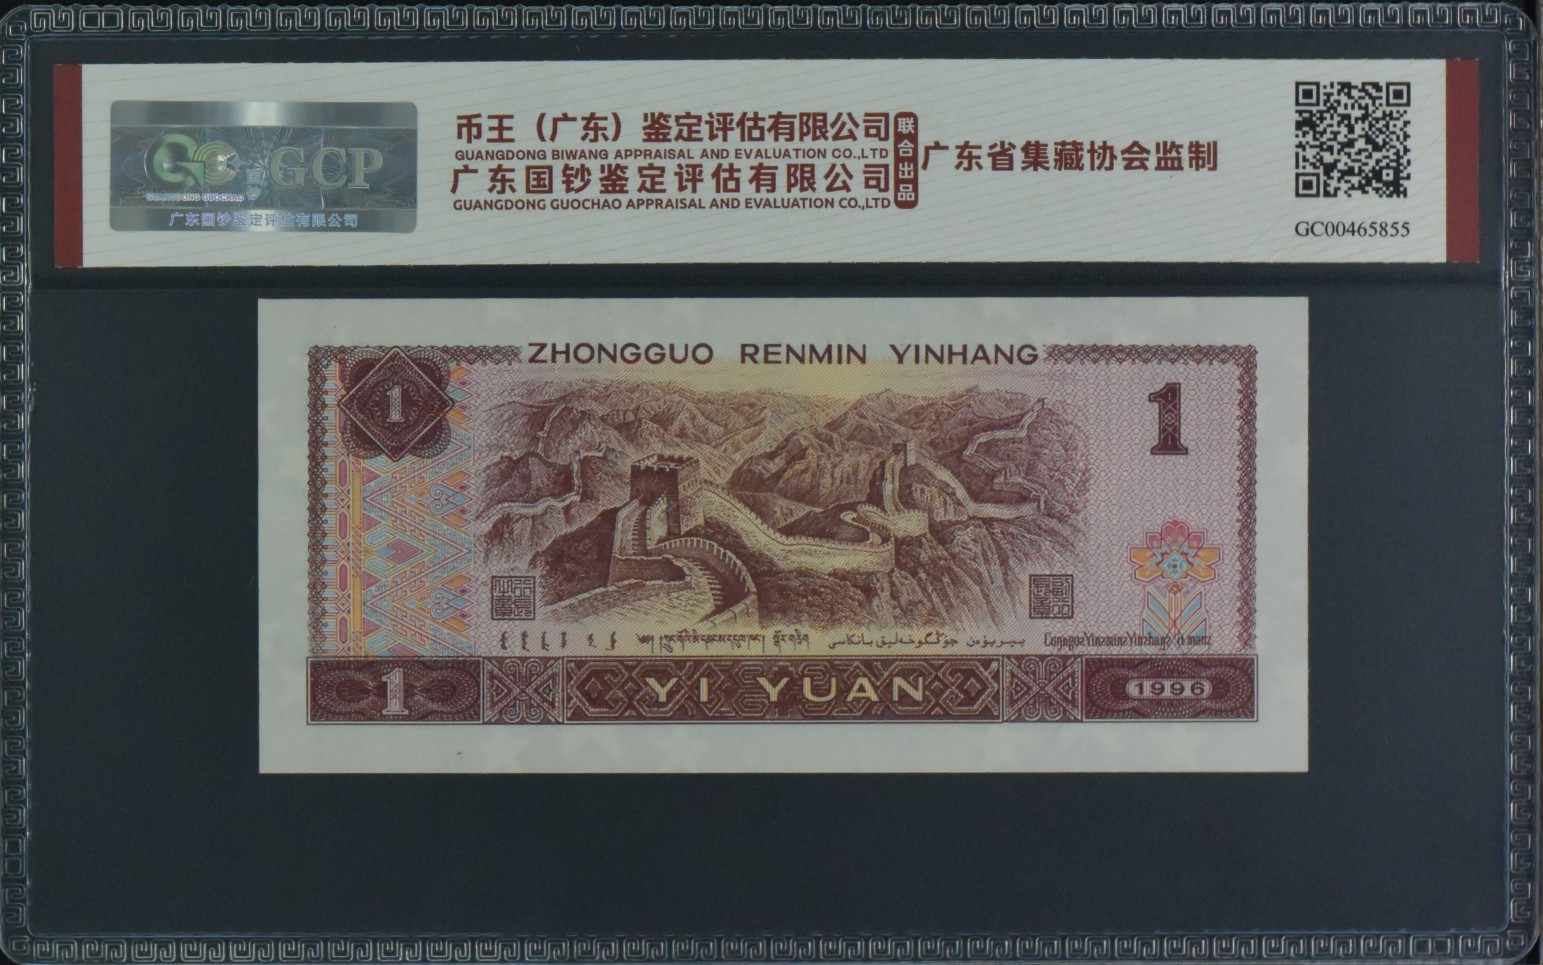 GCP
GUANGDONG GUOCHAO
广东国钞鉴定评估有限公司
币王（广东）鉴定评估有限公司
GUANGDONG BIWANG APPRAISAL AND EVALUATION CO.,LTD
广东国钞鉴定评估有限公司
GUANGDONG GUOCHAO APPRAISAL AND EVALUATION CO.,LTD
联合出品
广东省集藏协会监制
GC00465855
ZHONGGUO RENMIN YINHANG
1
1
1
YI YUAN
1996